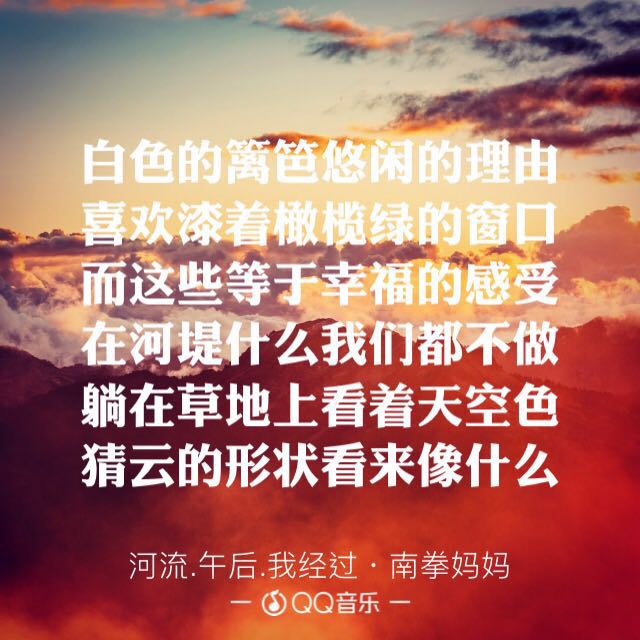 白色的篱笆悠闲的理由
喜欢漆着橄榄绿的窗口
而这些等于幸福的感受
在河堤什么我们都不做
躺在草地上看着天空色
猜云的形状看来像什么
河流.午后.我经过·南拳妈妈
QQ音乐